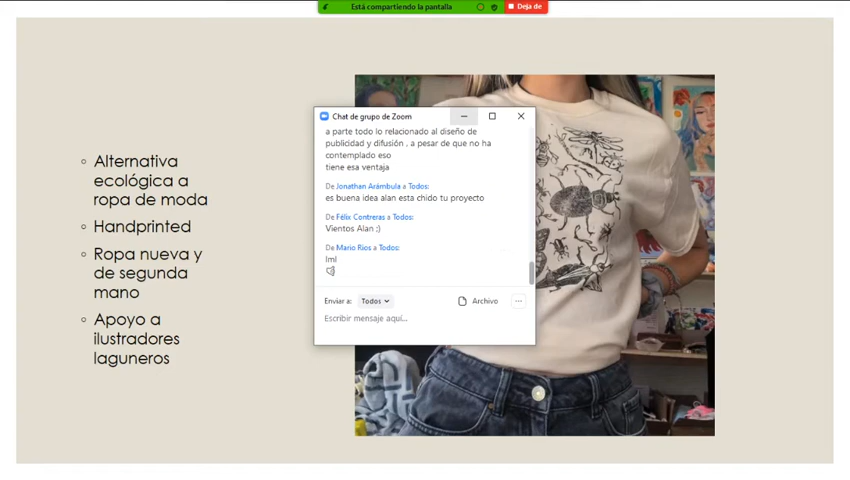 Está compartiendo la pantalla
Deja de
Alternativa
ecológica a
ropa de moda
Handprinted
Ropa nueva y
de segunda
mano
Apoyo a
ilustradores
laguneros
Chat de grupo de Zoom
a parte todo lo relacionado al diseño de
publicidad y difusión , a pesar de que no ha
contemplado eso
tiene esa ventaja
De Jonathan Arámbula a Todos:
es buena idea alan esta chido tu proyecto
De Félix Contreras a Todos:
Vientos Alan ;)
De Mario Rios a Todos:
Iml
Enviar a: Todos
Archivo
Escribir mensaje aquí...